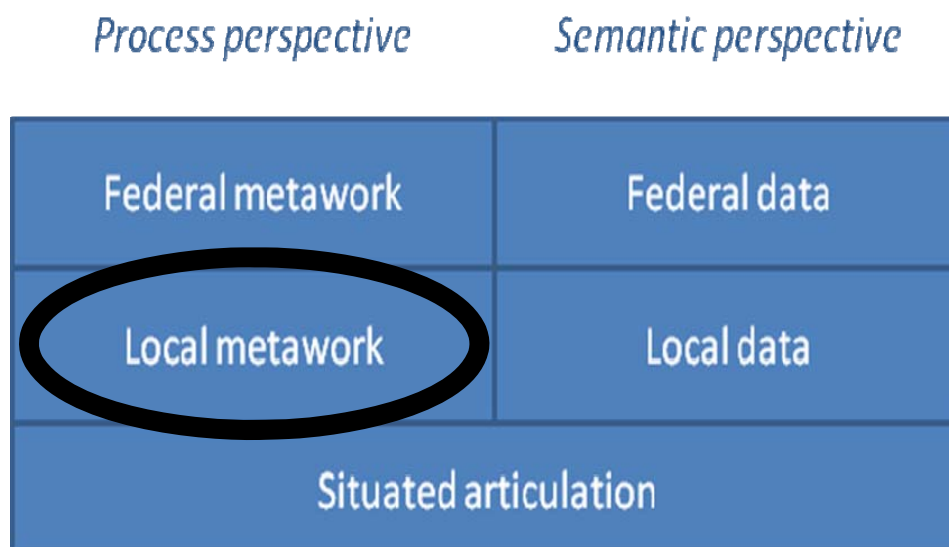 Process perspective Semantic perspective
Federal metawork Federal data
Local metawork Local data
Situated articulation